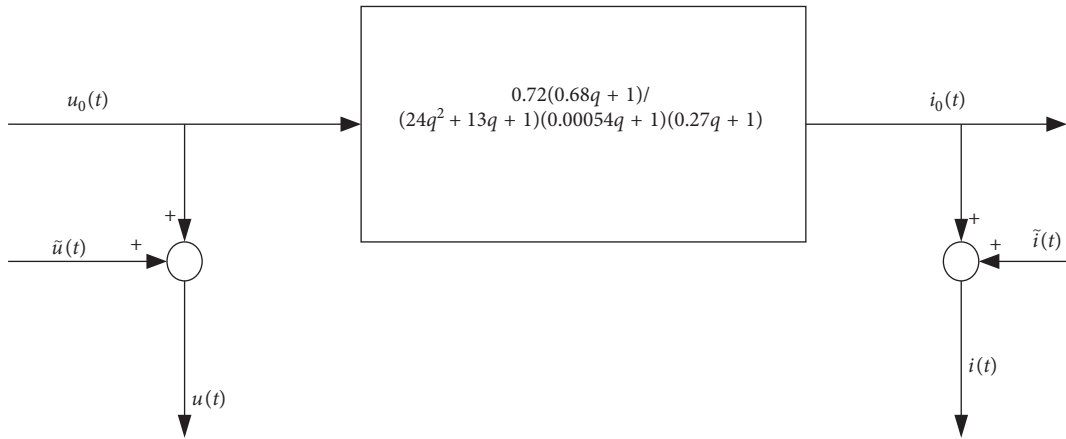 u₀(t)
0.72(0.68q + 1)/
(24q² + 13q + 1)(0.00054q + 1)(0.27q + 1)
i₀(t)
+
+
ũ(t)
+
+
ĩ(t)
u(t)
i(t)